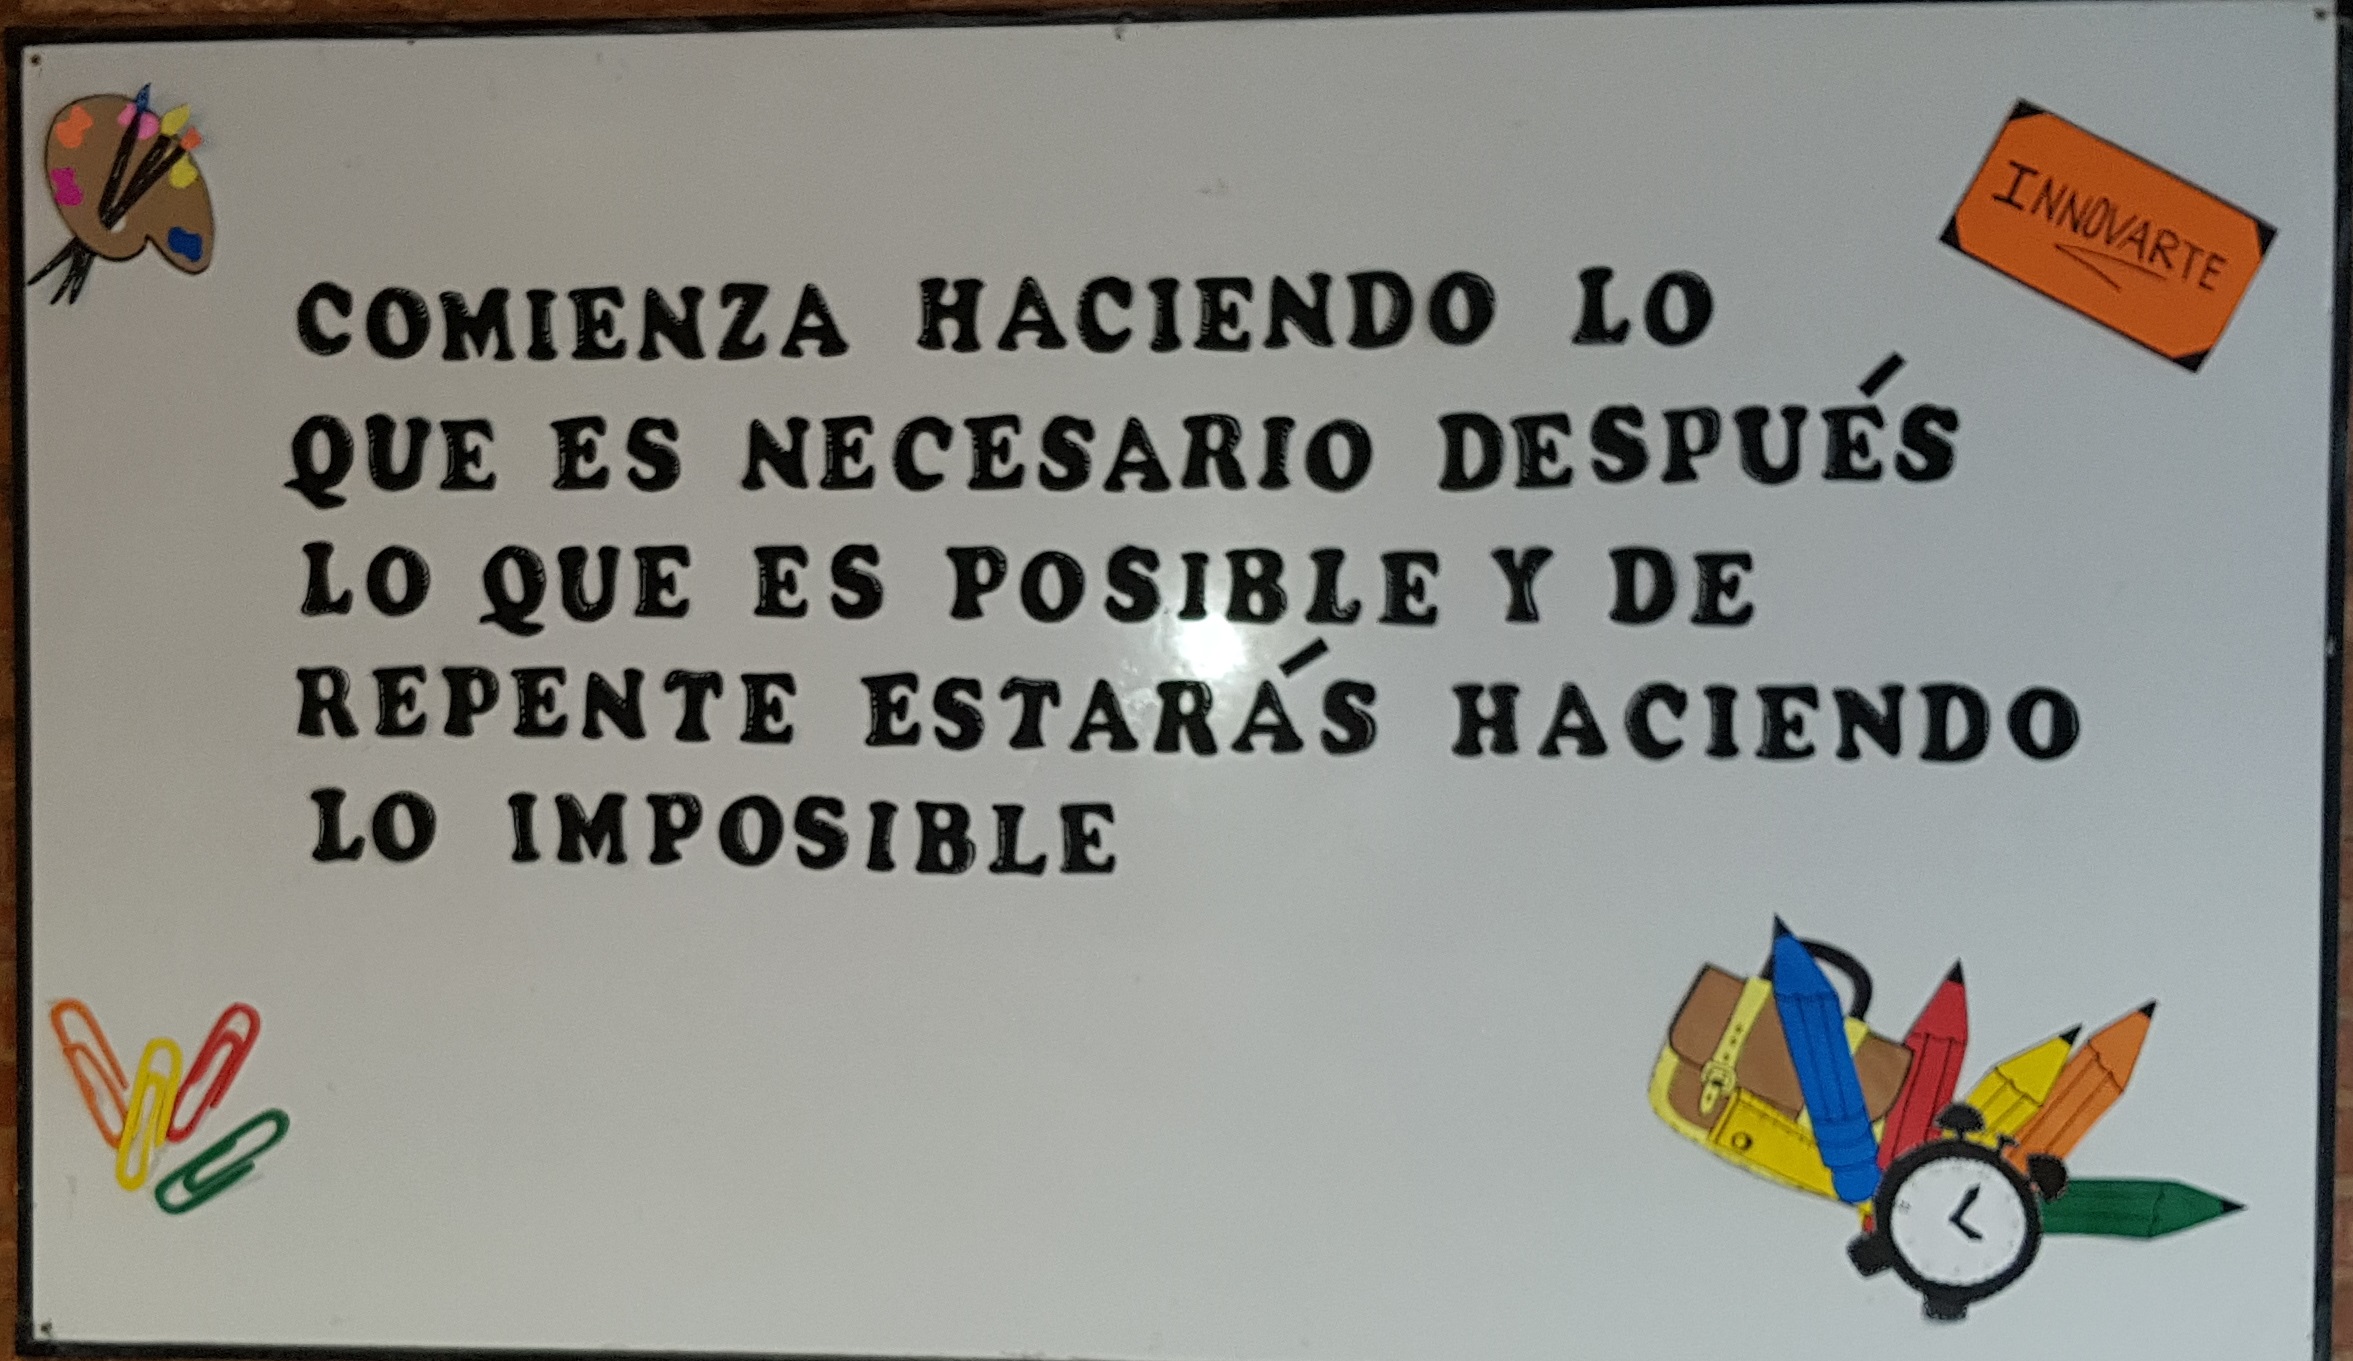 INNOVARTE
COMIENZA HACIENDO LO
QUE ES NECESARIO DESPUÉS
LO QUE ES POSIBLE Y DE
REPENTE ESTARÁS HACIENDO
LO IMPOSIBLE